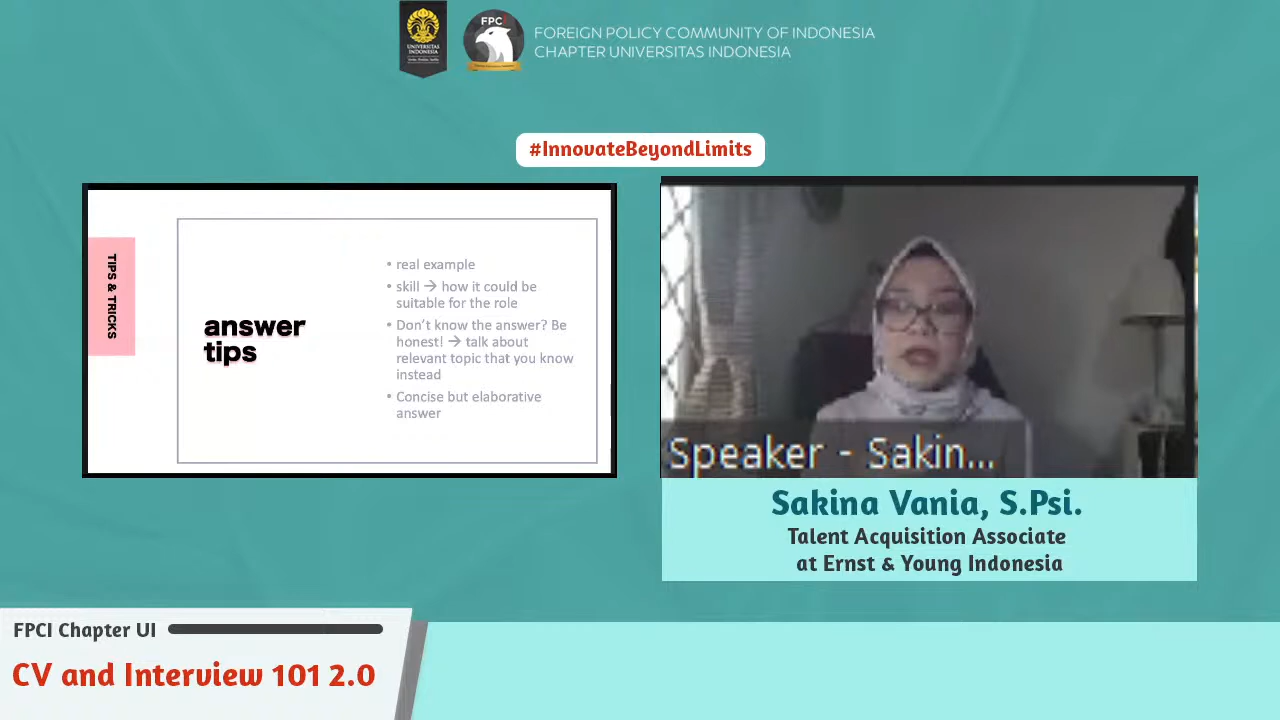 UNIVERSITAS
INDONESIA
FPCI
FOREIGN POLICY COMMUNITY OF INDONESIA
CHAPTER UNIVERSITAS INDONESIA
#InnovateBeyondLimits
TIPS & TRICKS
answer
tips
• real example
• skill → how it could be
suitable for the role
• Don't know the answer? Be
honest! → talk about
relevant topic that you know
instead
• Concise but elaborative
answer
Speaker - Sakin...
Sakina Vania, S.Psi.
Talent Acquisition Associate
at Ernst & Young Indonesia
FPCI Chapter UI
CV and Interview 101 2.0